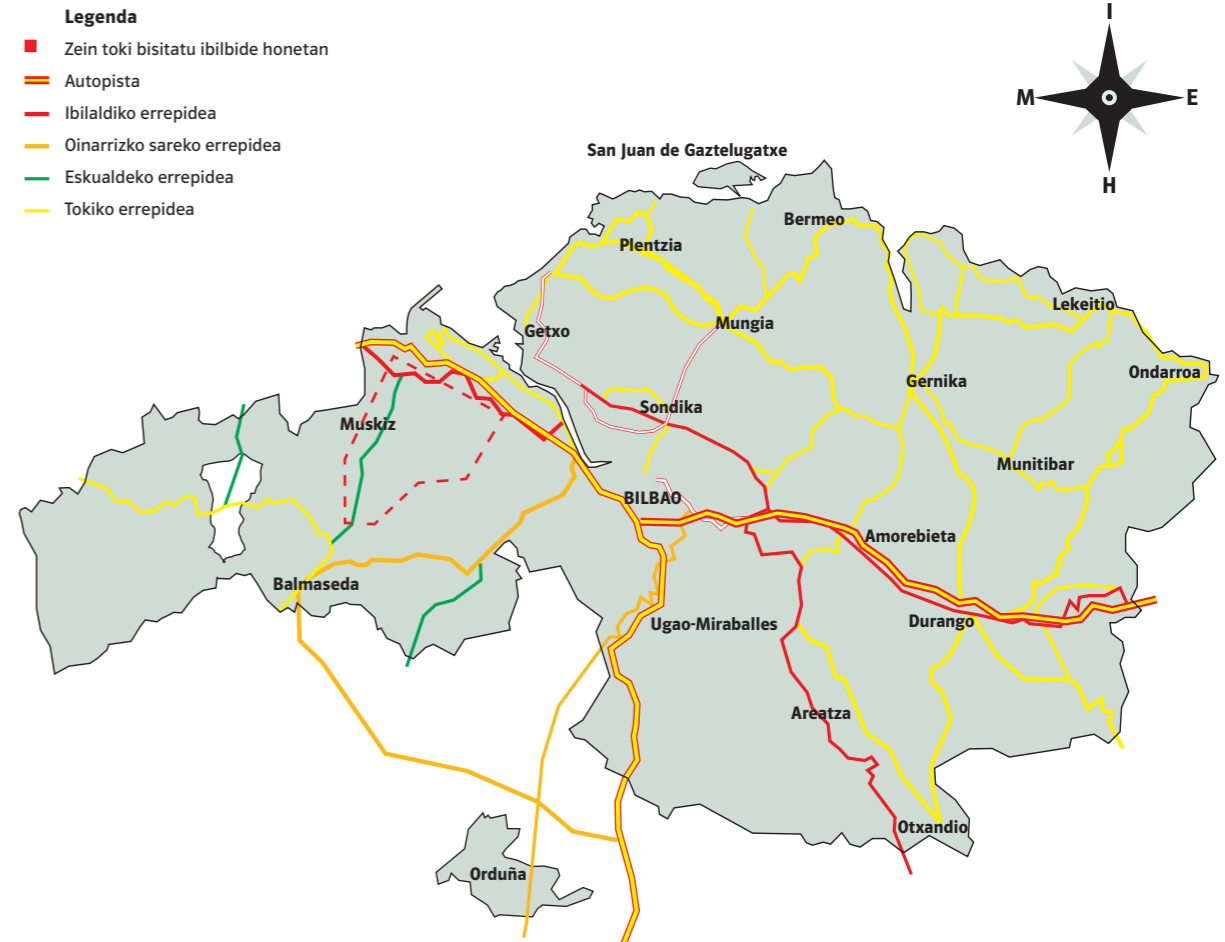 Legenda
Zein toki bisitatu ibilbide honetan
Autopista
Ibilaldiko errepidea
Oinarrizko sareko errepidea
Eskualdeko errepidea
Tokiko errepidea
I
M
E
H
San Juan de Gaztelugatxe
Bermeo
Plentzia
Lekeitio
Getxo
Mungia
Ondarroa
Gernika
Sondika
Muskiz
Munitibar
BILBAO
Amorebieta
Balmaseda
Ugao-Miraballes
Durango
Areatza
Otxandio
Orduña